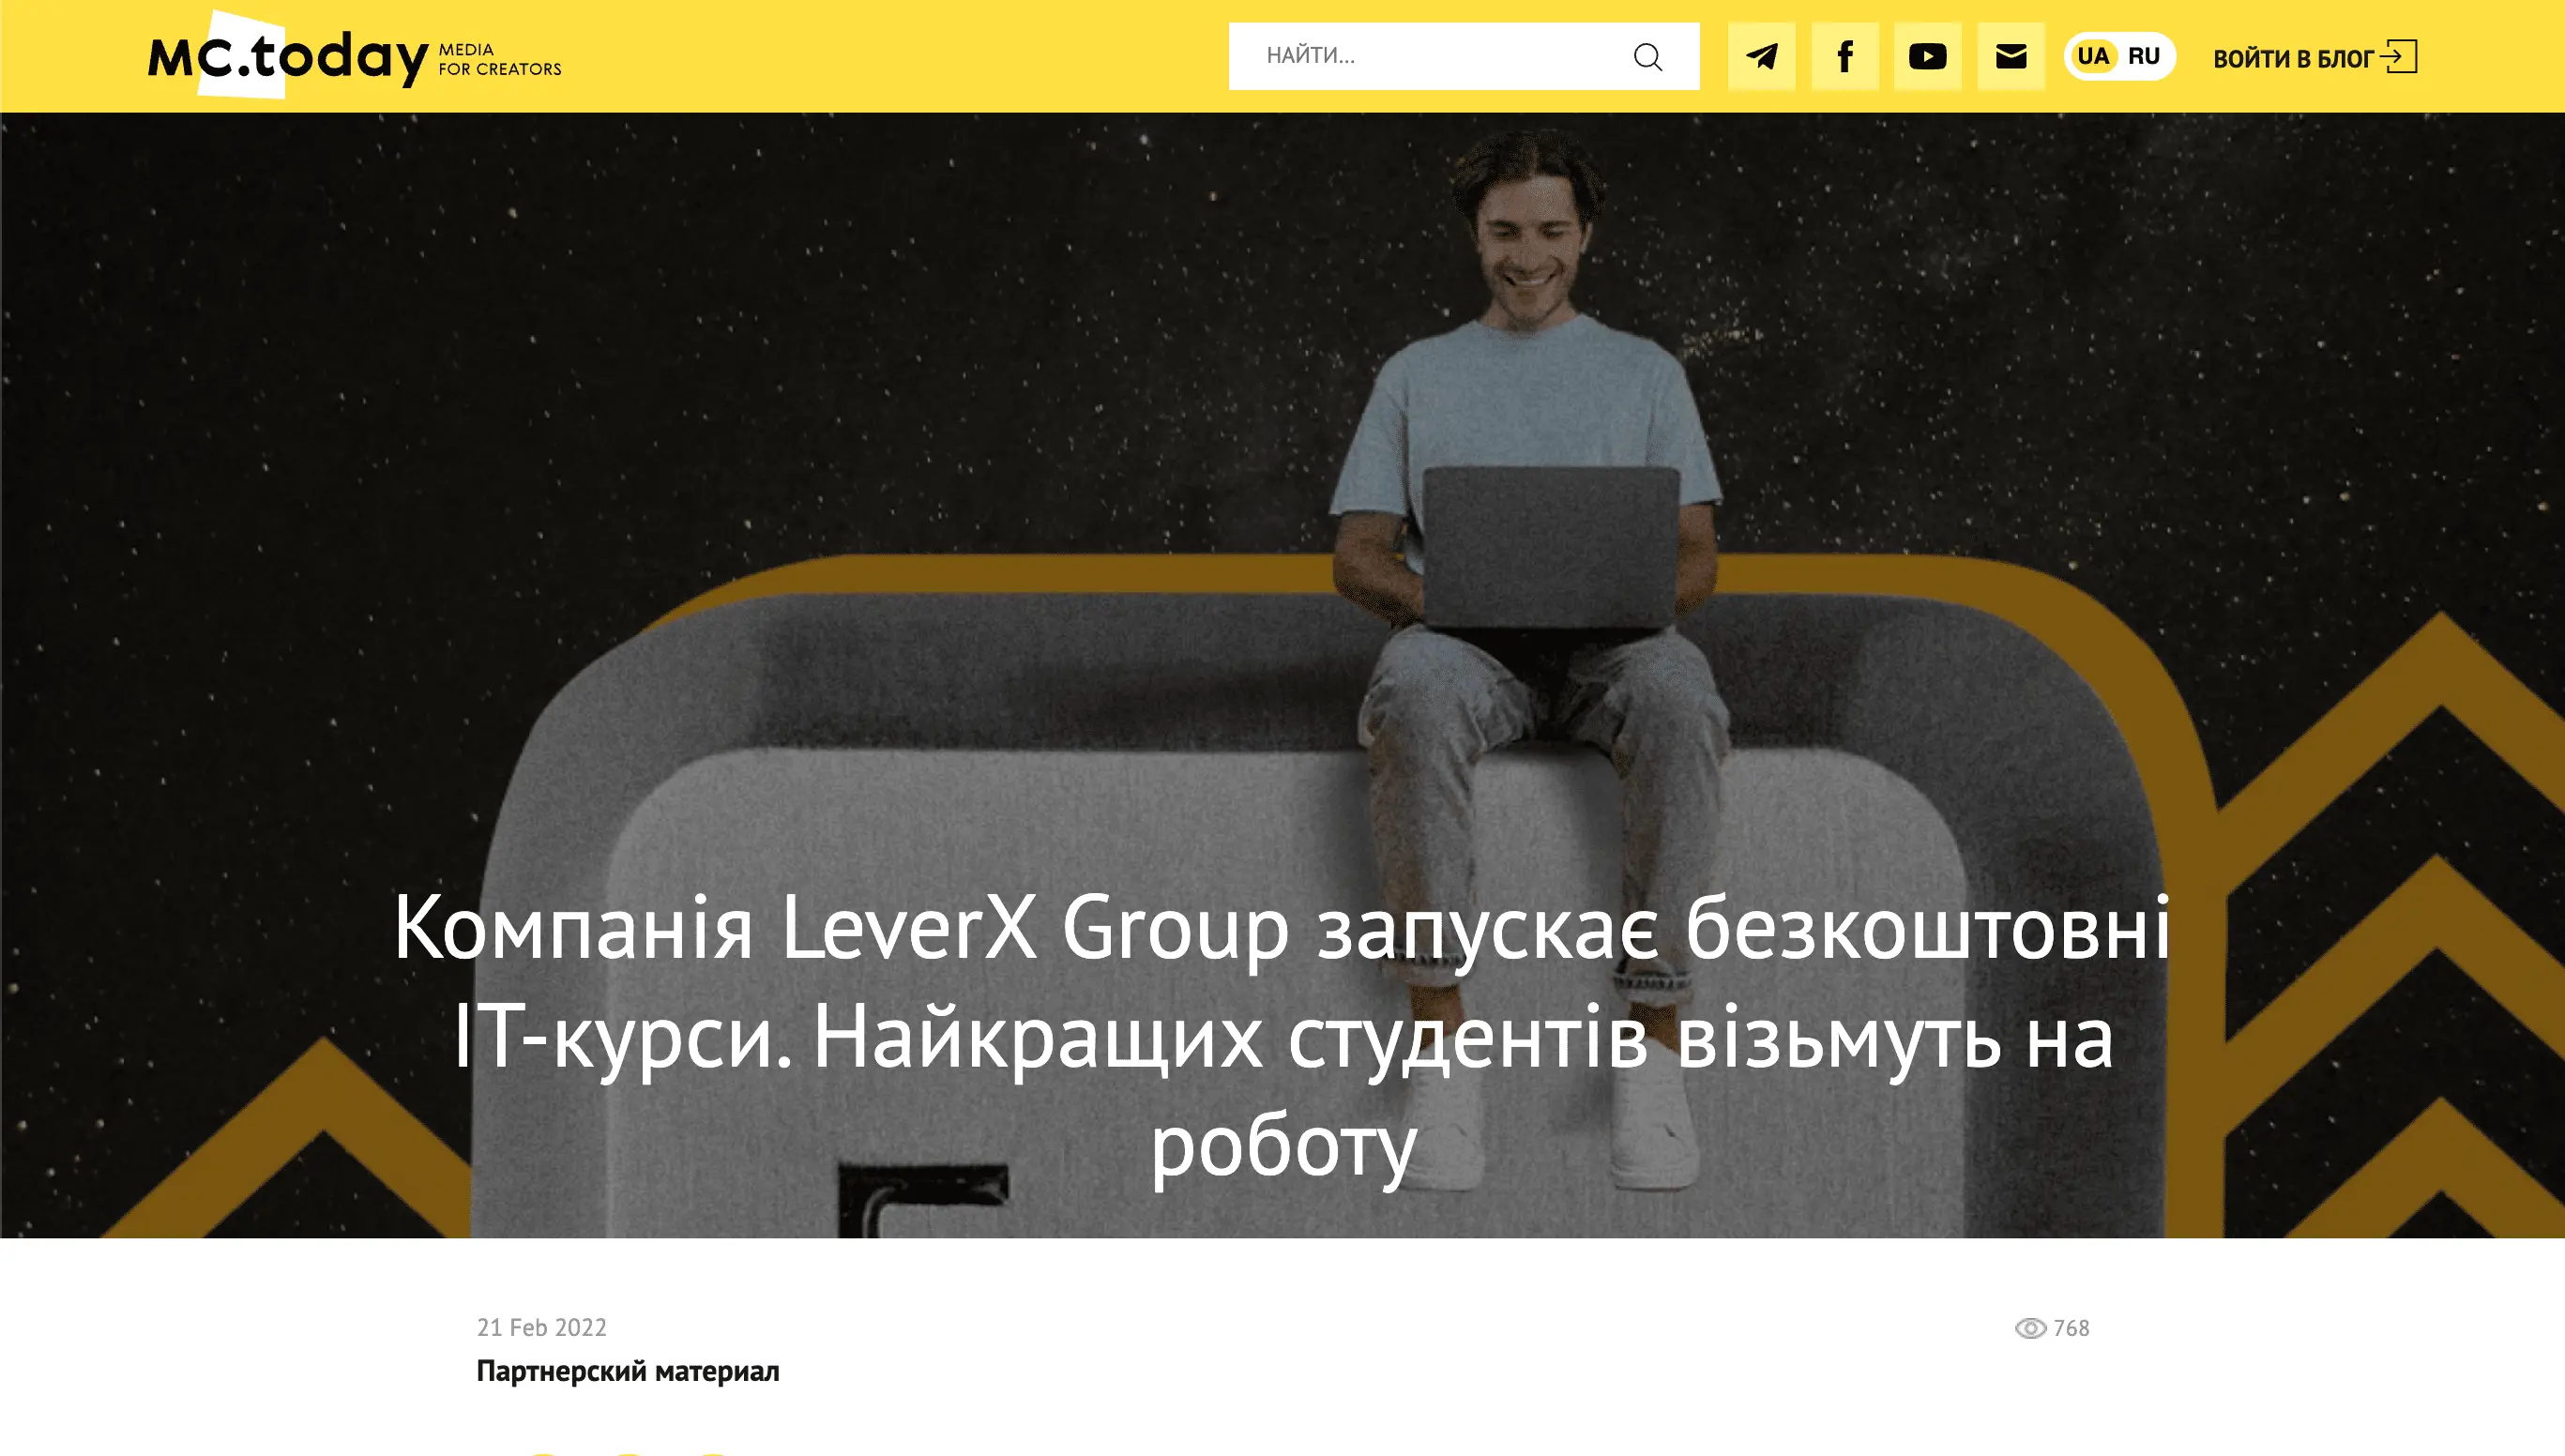 MC.today MEDIA
FOR CREATORS
НАЙТИ...
UA RU
ВОЙТИ В БЛОГ
Компанія LeverX Group запускає безкоштовні
IT-курси. Найкращих студентів візьмуть на
роботу
21 Feb 2022
768
Партнерский материал